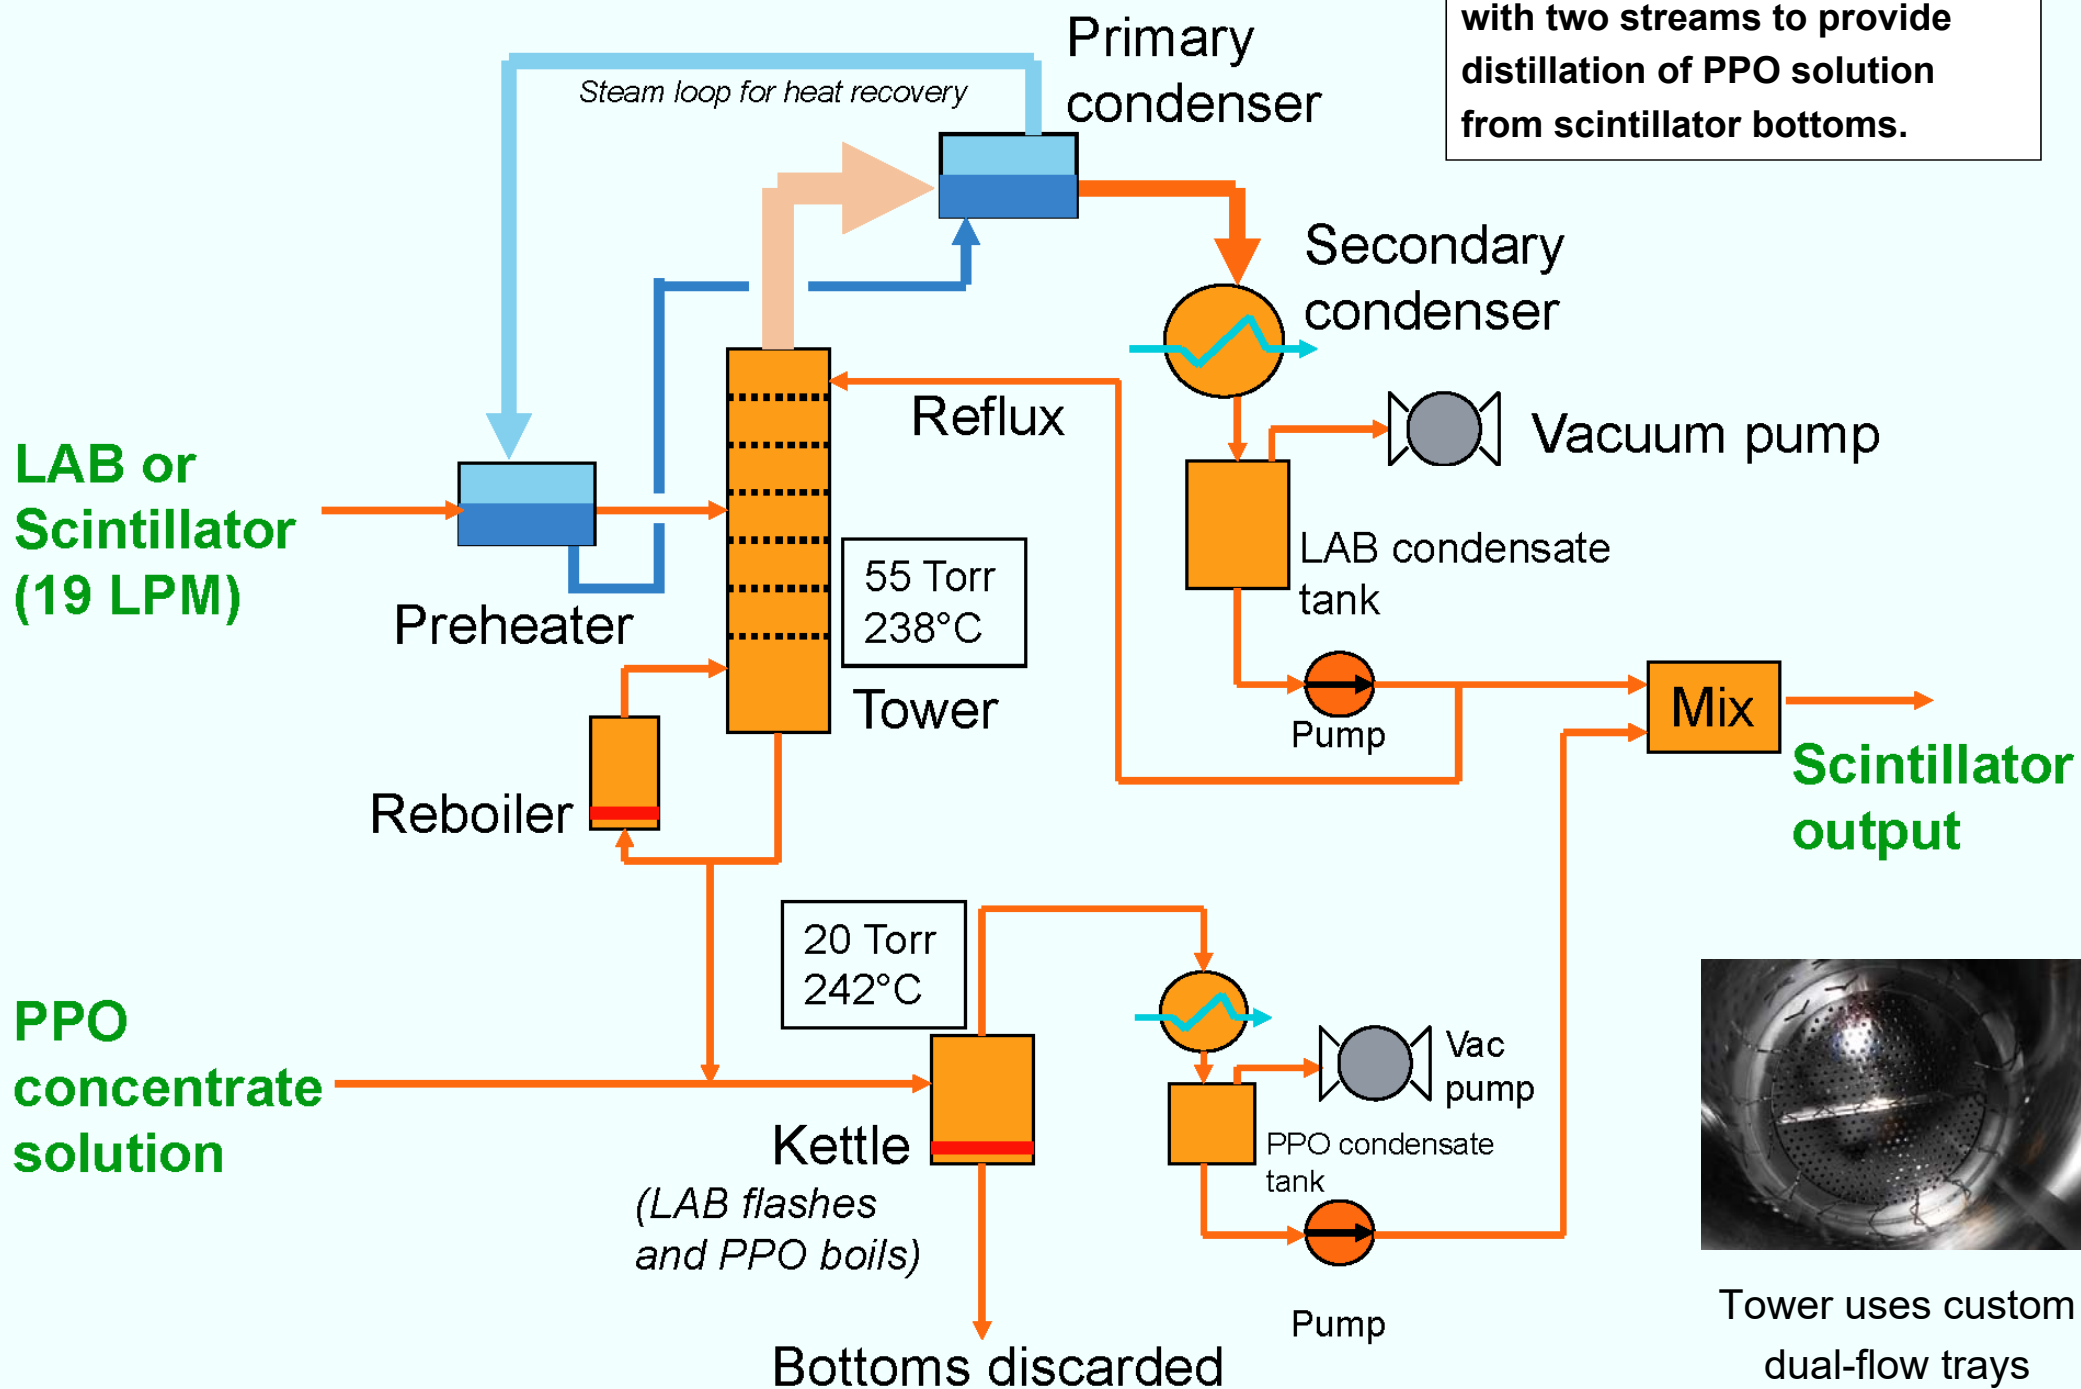 with two streams to provide
distillation of PPO solution
from scintillator bottoms.
Primary
condenser
Steam loop for heat recovery
Secondary
condenser
Reflux
Vacuum pump
LAB or
Scintillator
(19 LPM)
LAB condensate
tank
55 Torr
238°C
Preheater
Tower
Mix
Pump
Scintillator
output
Reboiler
20 Torr
242°C
PPO
concentrate
solution
Vac
pump
Kettle
(LAB flashes
and PPO boils)
PPO condensate
tank
Pump
Tower uses custom
dual-flow trays
Bottoms discarded